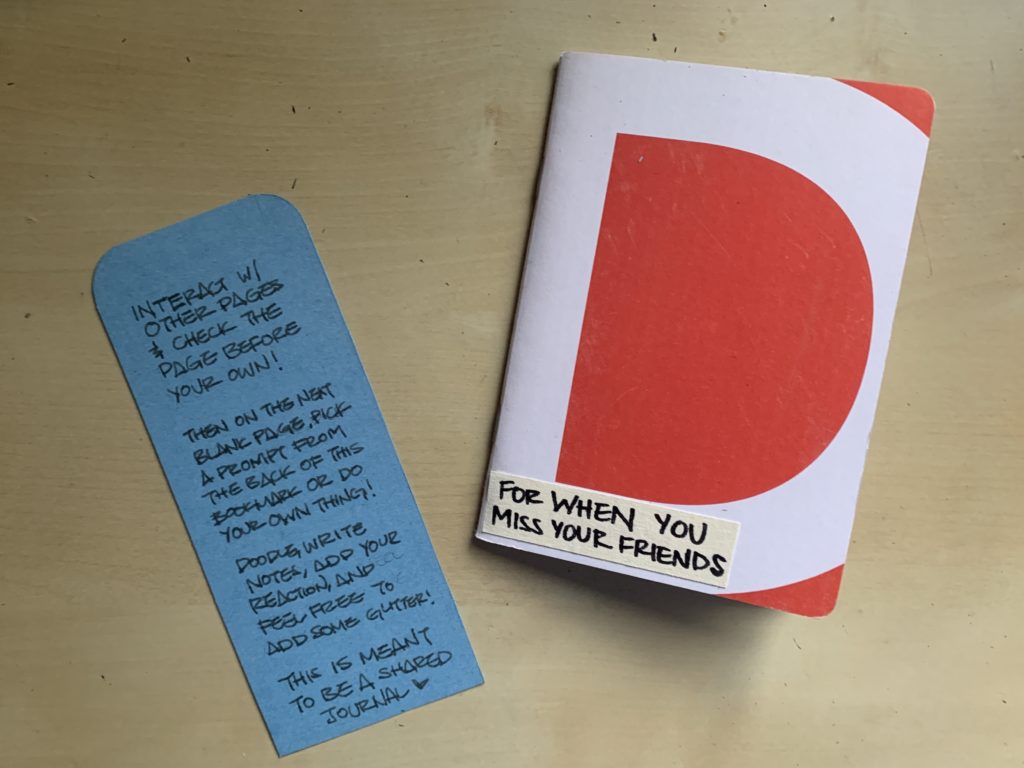 INTERACT W/
OTHER PAGES
& CHECK THE
PAGE BEFORE
YOUR OWN!
THEN ON THE NEXT
BLANK PAGE, PICK
A PROMPT FROM
THE BACK OF THIS
BOOKMARK OR DO
YOUR OWN THING!
DOODLE, WRITE
NOTES, ADD YOUR
REACTION, AND
FEEL FREE TO
ADD SOME GLITTER!
THIS IS MEANT
TO BE A SHARED
JOURNAL ♥
D
FOR WHEN YOU
MISS YOUR FRIENDS